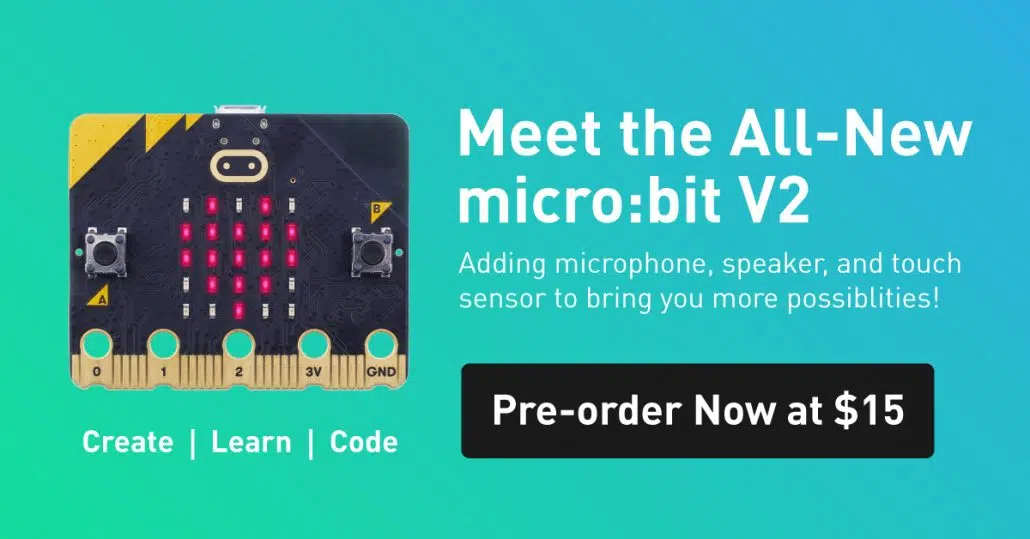 Meet the All-New
micro:bit V2
Adding microphone, speaker, and touch
sensor to bring you more possiblities!
Pre-order Now at $15
B
A
0 1 2 3V GND
Create | Learn | Code